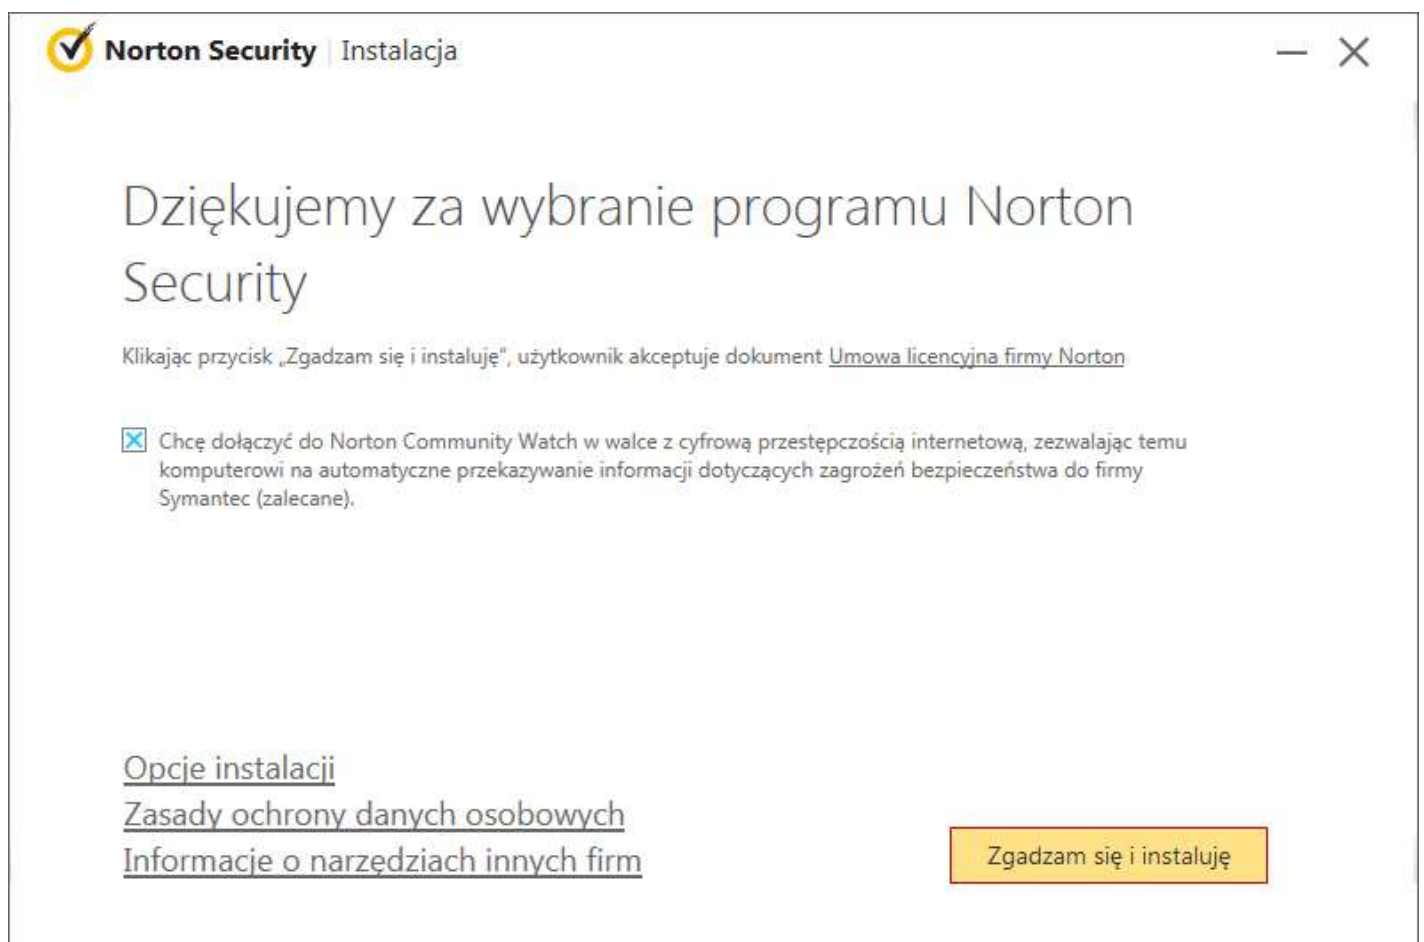 Norton Security | Instalacja
Dziękujemy za wybranie programu Norton
Security
Klikając przycisk „Zgadzam się i instaluję”, użytkownik akceptuje dokument Umowa licencyjna firmy Norton
Chcę dołączyć do Norton Community Watch w walce z cyfrową przestępczością internetową, zezwalając temu
komputerowi na automatyczne przekazywanie informacji dotyczących zagrożeń bezpieczeństwa do firmy
Symantec (zalecane).
Opcje instalacji
Zasady ochrony danych osobowych
Informacje o narzędziach innych firm
Zgadzam się i instaluję